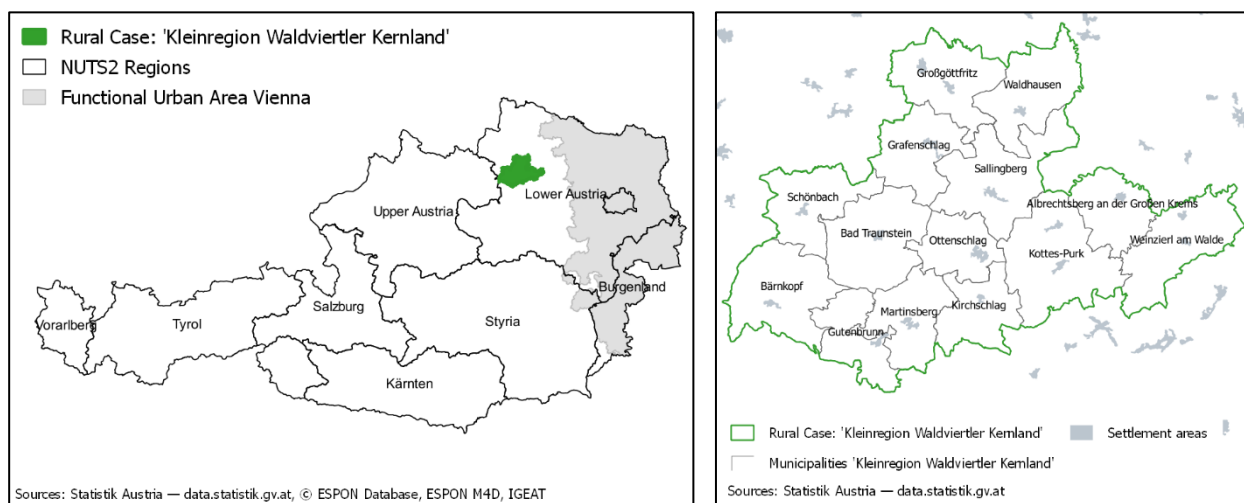 Rural Case: 'Kleinregion Waldviertler Kernland'
NUTS2 Regions
Functional Urban Area Vienna
Lower Austria
Upper Austria
Burgenland
Salzburg
Vorarlberg
Tyrol
Styria
Kärnten
Sources: Statistik Austria — data.statistik.gv.at, © ESPON Database, ESPON M4D, IGEAT
Großgöttfritz
Waldhausen
Grafenschlag
Sallingberg
Schönbach
Albrechtsberg an der Großen Krems
Bad Traunstein
Ottenschlag
Weinzierl am Walde
Kottes-Purk
Bärnkopf
Kirchschlag
Martinsberg
Gutenbrunn
Rural Case: 'Kleinregion Waldviertler Kernland'
Settlement areas
Municipalities 'Kleinregion Waldviertler Kernland'
Sources: Statistik Austria — data.statistik.gv.at